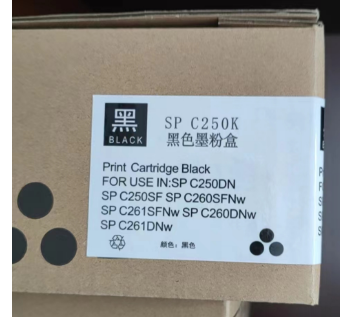 黑
BLACK
SP C250K
黑色墨粉盒
Print Cartridge Black
FOR USE IN:SP C250DN
SP C250SF SP C260SFNw
SP C261SFNw SP C260DNw
SP C261DNw
颜色：黑色